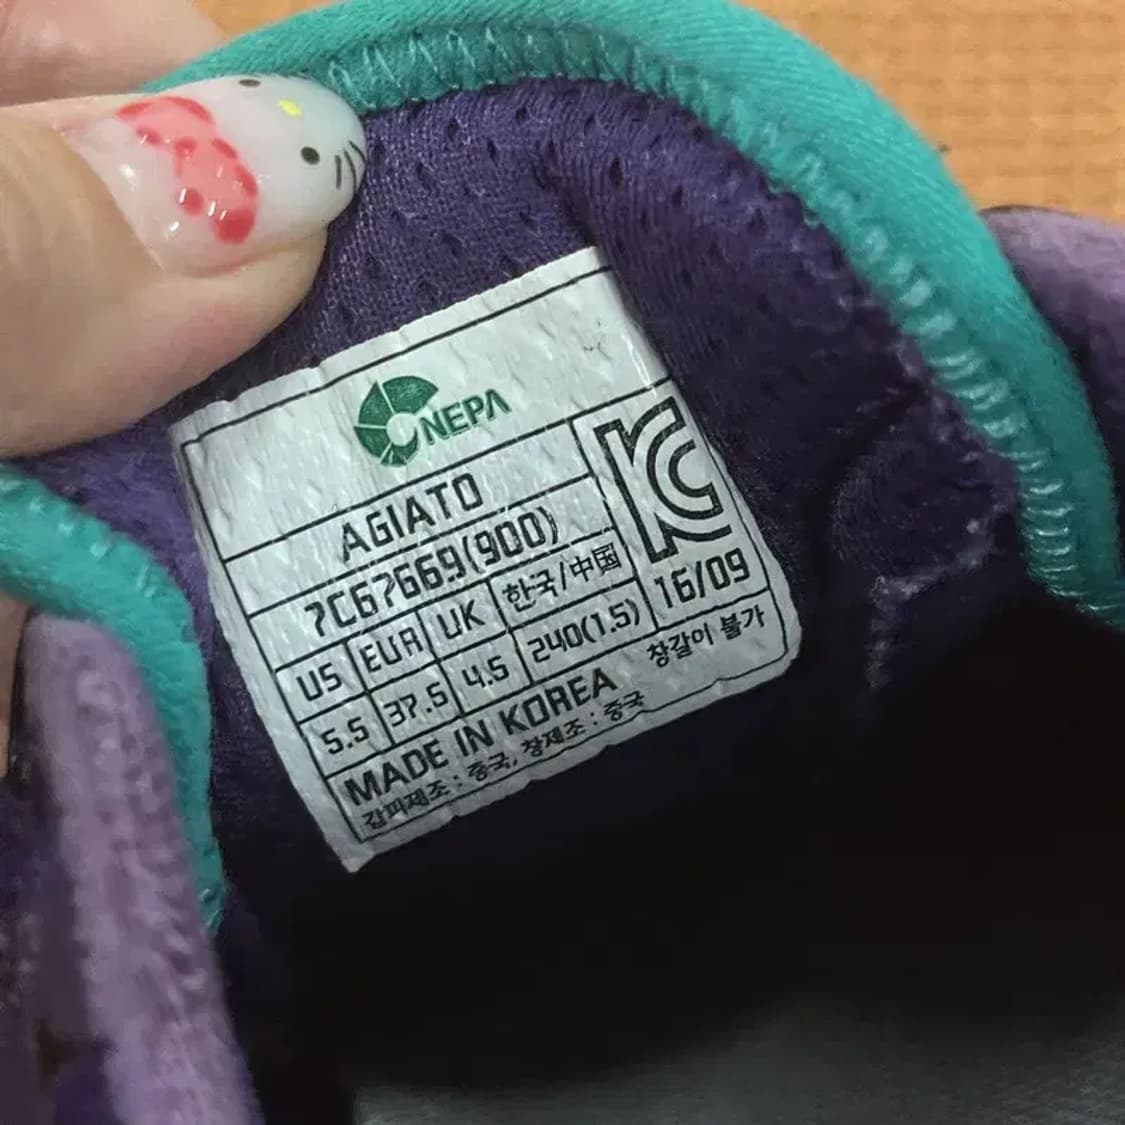 NEPA
AGIATO
7C67669(900)
US EUR UK 한국/中国
5.5 37.5 4.5 240(1.5)
KC
16/09
MADE IN KOREA 창갈이 불가
갑피제조 : 중국, 창제조 : 중국